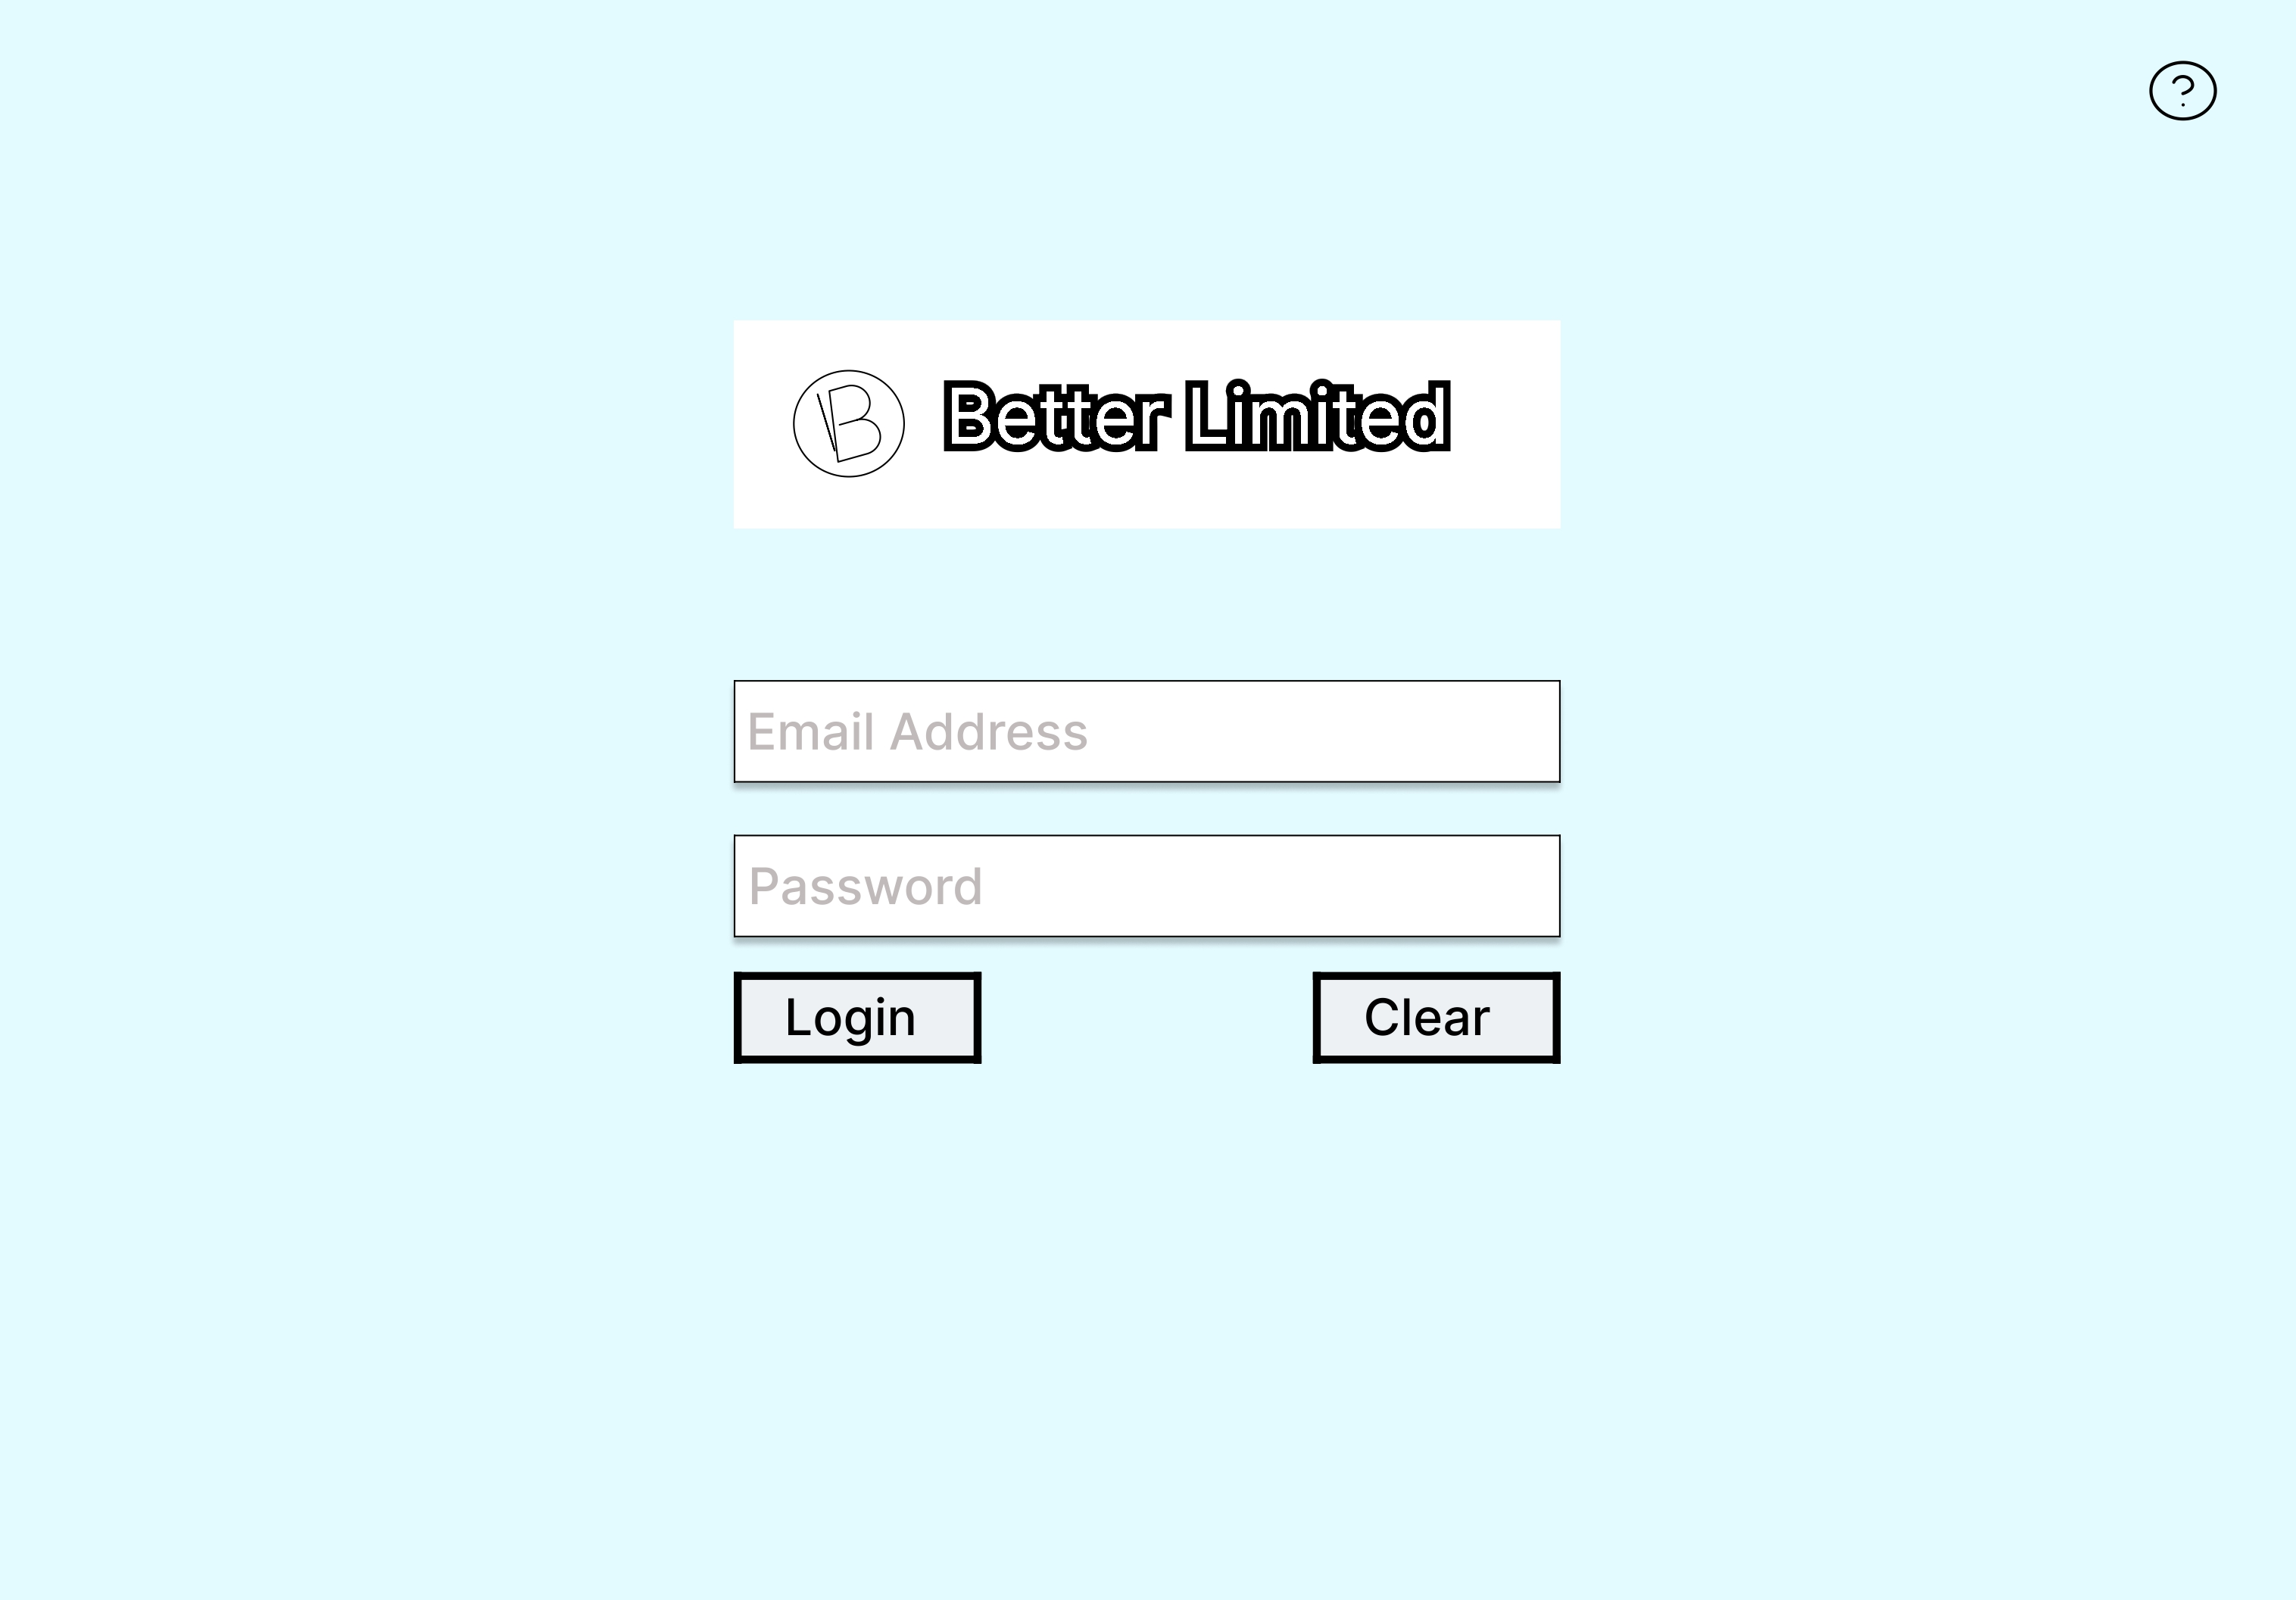 ?
B Better Limited
Email Address
Password
Login Clear